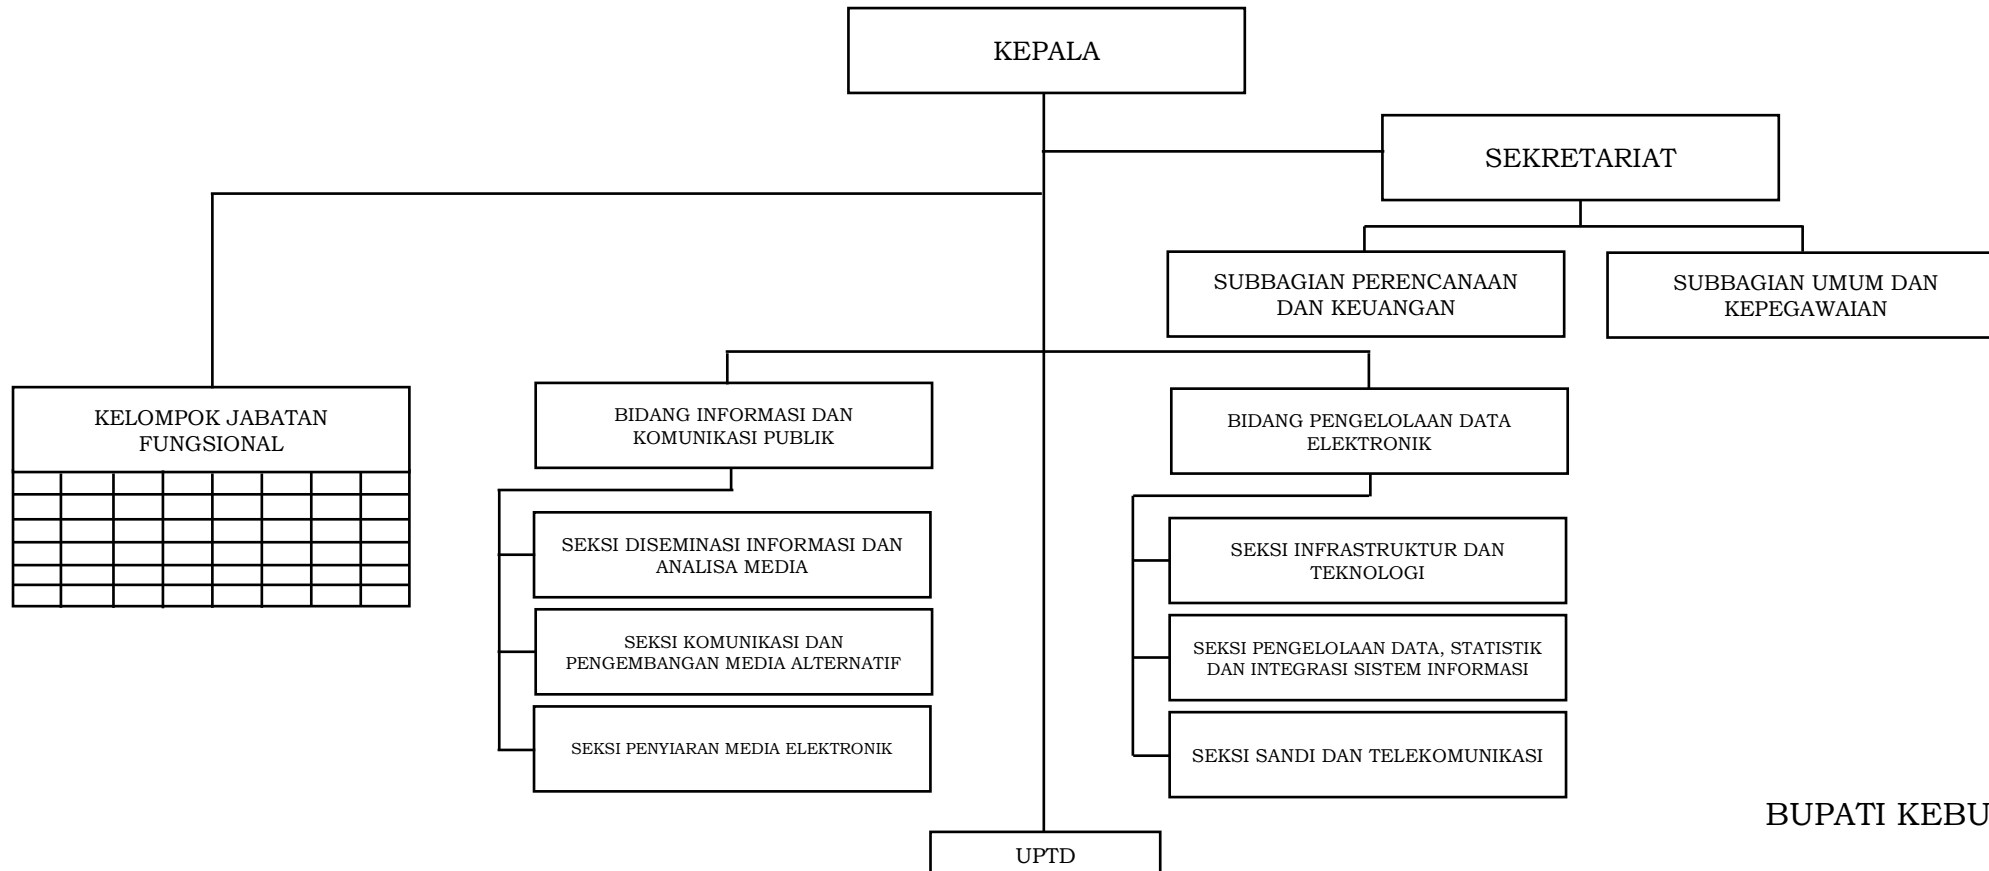 KEPALA
SEKRETARIAT
SUBBAGIAN PERENCANAAN
DAN KEUANGAN
SUBBAGIAN UMUM DAN
KEPEGAWAIAN
KELOMPOK JABATAN
FUNGSIONAL
BIDANG INFORMASI DAN
KOMUNIKASI PUBLIK
BIDANG PENGELOLAAN DATA
ELEKTRONIK
SEKSI DISEMINASI INFORMASI DAN
ANALISA MEDIA
SEKSI KOMUNIKASI DAN
PENGEMBANGAN MEDIA ALTERNATIF
SEKSI PENYIARAN MEDIA ELEKTRONIK
SEKSI INFRASTRUKTUR DAN
TEKNOLOGI
SEKSI PENGELOLAAN DATA, STATISTIK
DAN INTEGRASI SISTEM INFORMASI
SEKSI SANDI DAN TELEKOMUNIKASI
BUPATI KEBU
UPTD